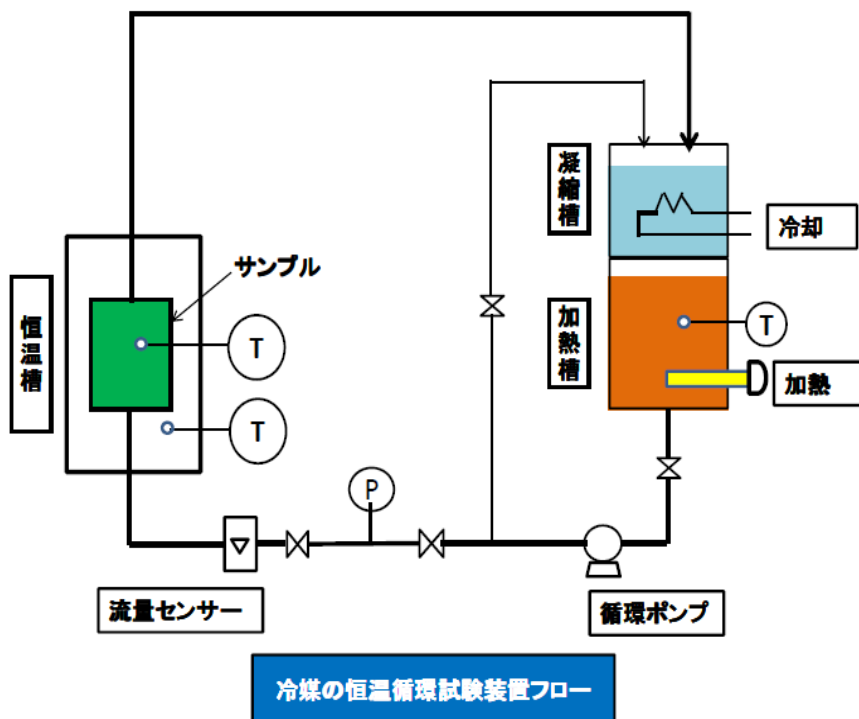 凝縮槽
冷却
サンプル
恒温槽
T
T
加熱槽
T
加熱
P
流量センサー
循環ポンプ
冷媒の恒温循環試験装置フロー